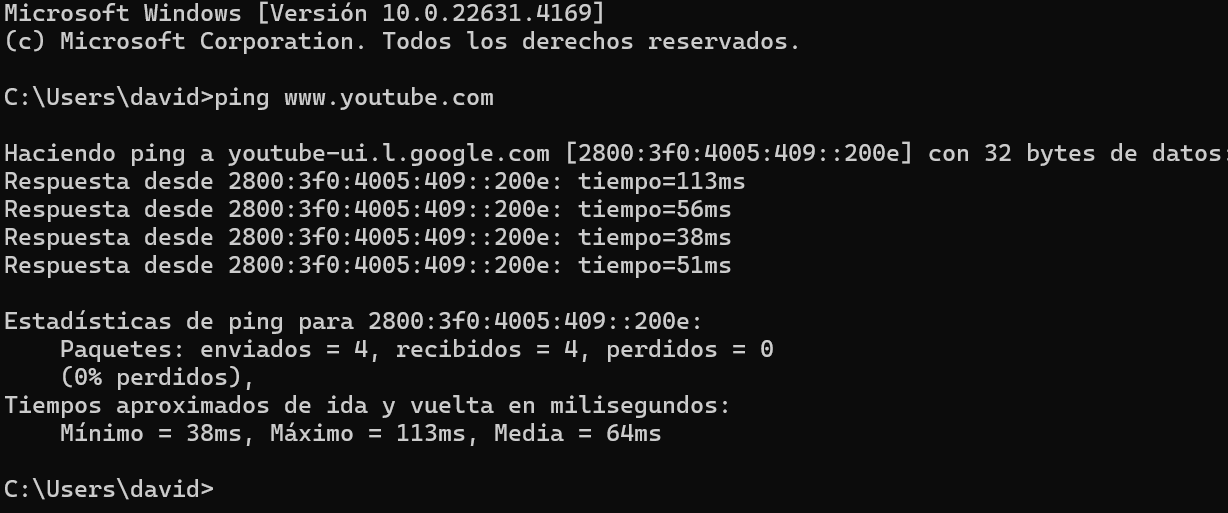 Microsoft Windows [Versión 10.0.22631.4169]
(c) Microsoft Corporation. Todos los derechos reservados.
C:\Users\david>ping www.youtube.com
Haciendo ping a youtube-ui.l.google.com [2800:3f0:4005:409::200e] con 32 bytes de datos:
Respuesta desde 2800:3f0:4005:409::200e: tiempo=113ms
Respuesta desde 2800:3f0:4005:409::200e: tiempo=56ms
Respuesta desde 2800:3f0:4005:409::200e: tiempo=38ms
Respuesta desde 2800:3f0:4005:409::200e: tiempo=51ms
Estadísticas de ping para 2800:3f0:4005:409::200e:
    Paquetes: enviados = 4, recibidos = 4, perdidos = 0
    (0% perdidos),
Tiempos aproximados de ida y vuelta en milisegundos:
    Mínimo = 38ms, Máximo = 113ms, Media = 64ms
C:\Users\david>